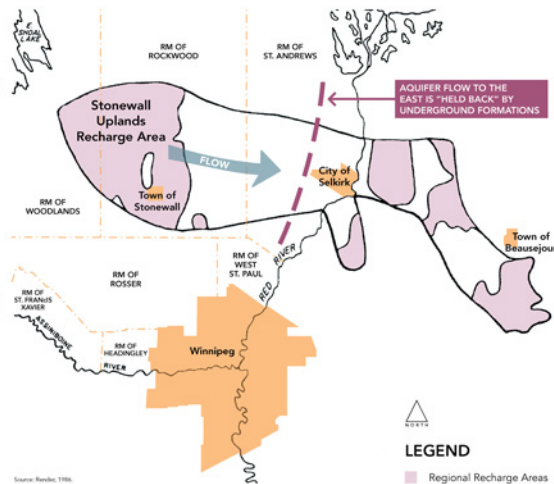 E.
SHOAL
LAKE
RM OF
ROCKWOOD
RM OF
ST. ANDREWS
AQUIFER FLOW TO THE
EAST IS "HELD BACK" BY
UNDERGROUND FORMATIONS
Stonewall
Uplands
Recharge Area
FLOW
City of
Selkirk
Town of
Stonewall
RM OF
WOODLANDS
Town of
Beausejour
RM OF
ROSSER
RM OF
WEST
ST. PAUL
RED RIVER
RM OF
ST. FRANCIS
XAVIER
ASSINIBOINE
RIVER
RM OF
HEADINGLEY
Winnipeg
NORTH
LEGEND
Regional Recharge Areas
Source: Render, 1986.